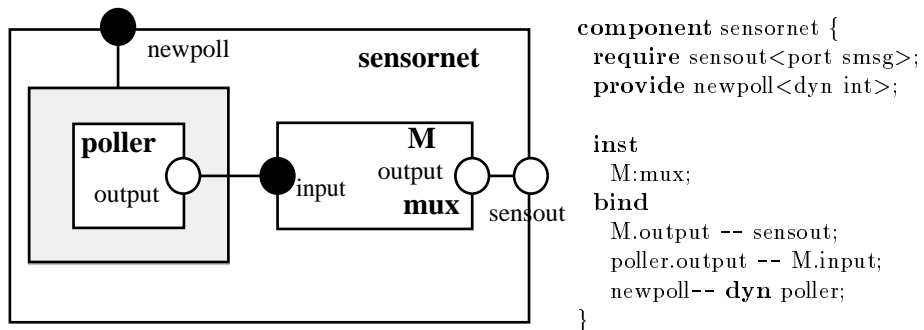 newpoll
sensornet
poller
output
input
M
output
mux
sensout
component sensornet {
require sensout<port smsg>;
provide newpoll<dyn int>;
inst
M:mux;
bind
M.output -- sensout;
poller.output -- M.input;
newpoll-- dyn poller;
}